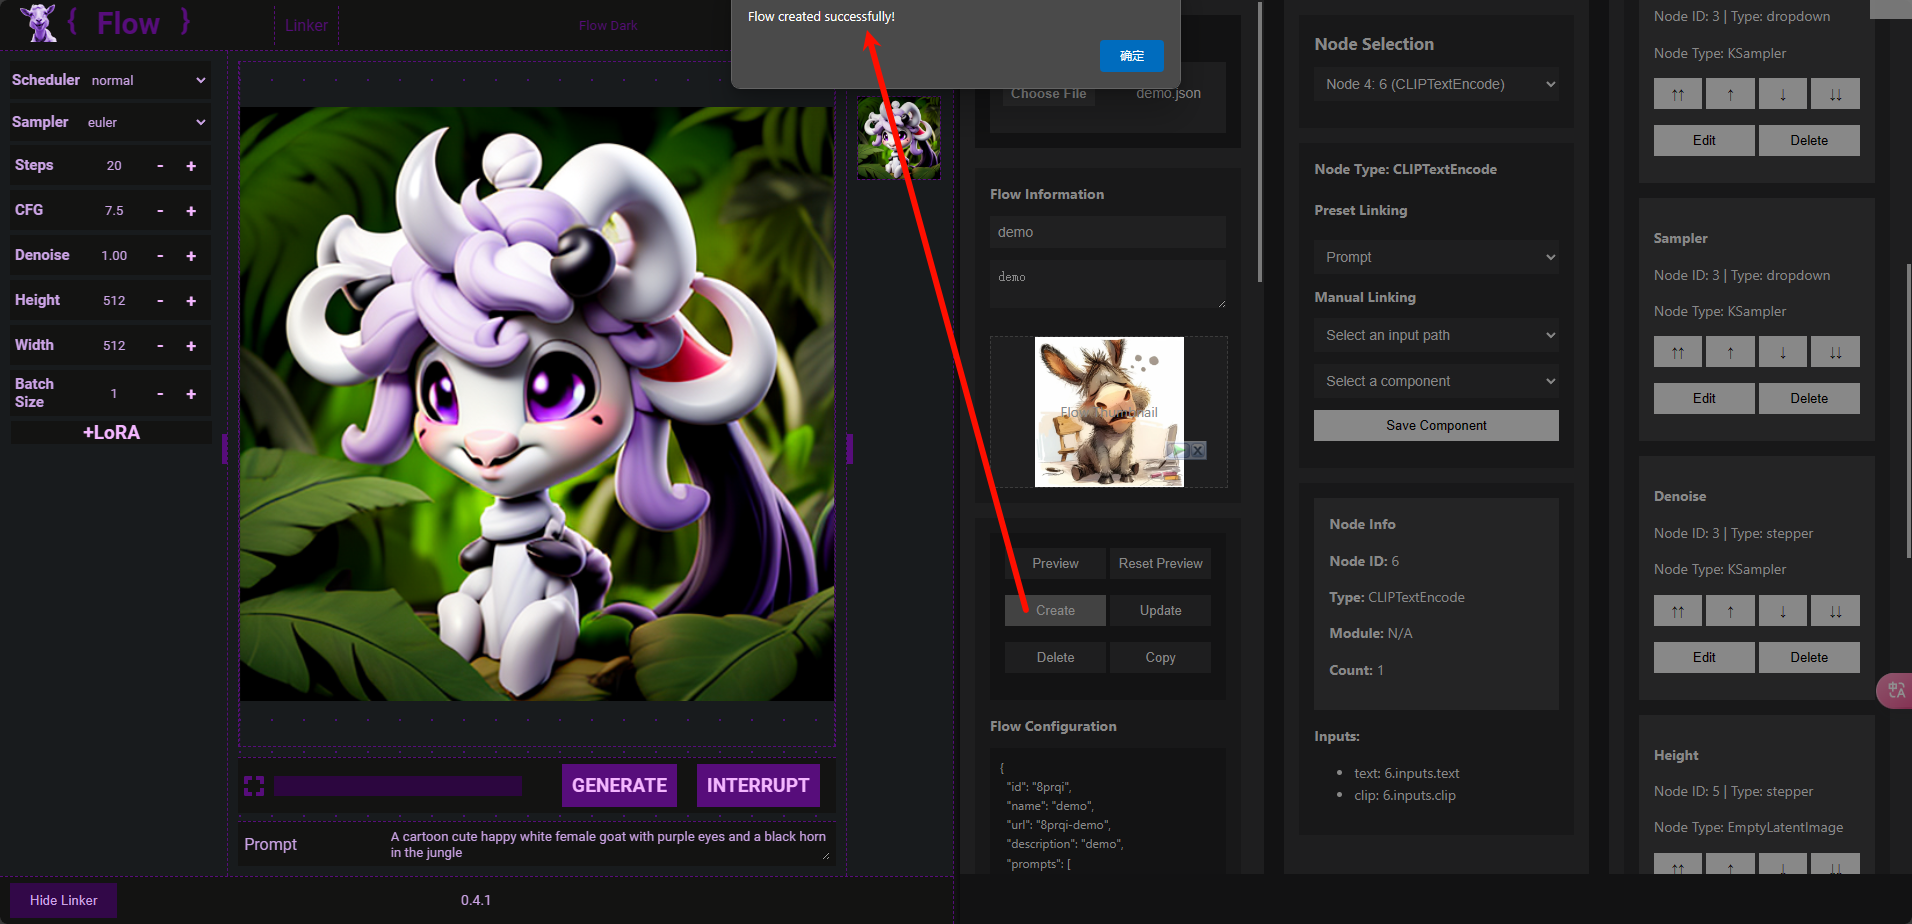 { Flow }
Linker
Flow Dark
Scheduler normal
Sampler euler
Steps 20 - +
CFG 7.5 - +
Denoise 1.00 - +
Height 512 - +
Width 512 - +
Batch Size 1 - +
+LoRA
GENERATE
INTERRUPT
Prompt
A cartoon cute happy white female goat with purple eyes and a black horn
in the jungle
Hide Linker
0.4.1
Flow created successfully!
确定
Choose File demo.json
Flow Information
demo
demo
Preview
Reset Preview
Create
Update
Delete
Copy
Flow Configuration
{
"id": "8prqi",
"name": "demo",
"url": "8prqi-demo",
"description": "demo",
"prompts": [
Node Selection
Node 4: 6 (CLIPTextEncode)
Node Type: CLIPTextEncode
Preset Linking
Prompt
Manual Linking
Select an input path
Select a component
Save Component
Node Info
Node ID: 6
Type: CLIPTextEncode
Module: N/A
Count: 1
Inputs:
• text: 6.inputs.text
• clip: 6.inputs.clip
Node ID: 3 | Type: dropdown
Node Type: KSampler
↑↑ ↑ ↓ ↓↓
Edit Delete
Sampler
Node ID: 3 | Type: dropdown
Node Type: KSampler
↑↑ ↑ ↓ ↓↓
Edit Delete
Denoise
Node ID: 3 | Type: stepper
Node Type: KSampler
↑↑ ↑ ↓ ↓↓
Edit Delete
Height
Node ID: 5 | Type: stepper
Node Type: EmptyLatentImage
↑↑ ↑ ↓ ↓↓
中A